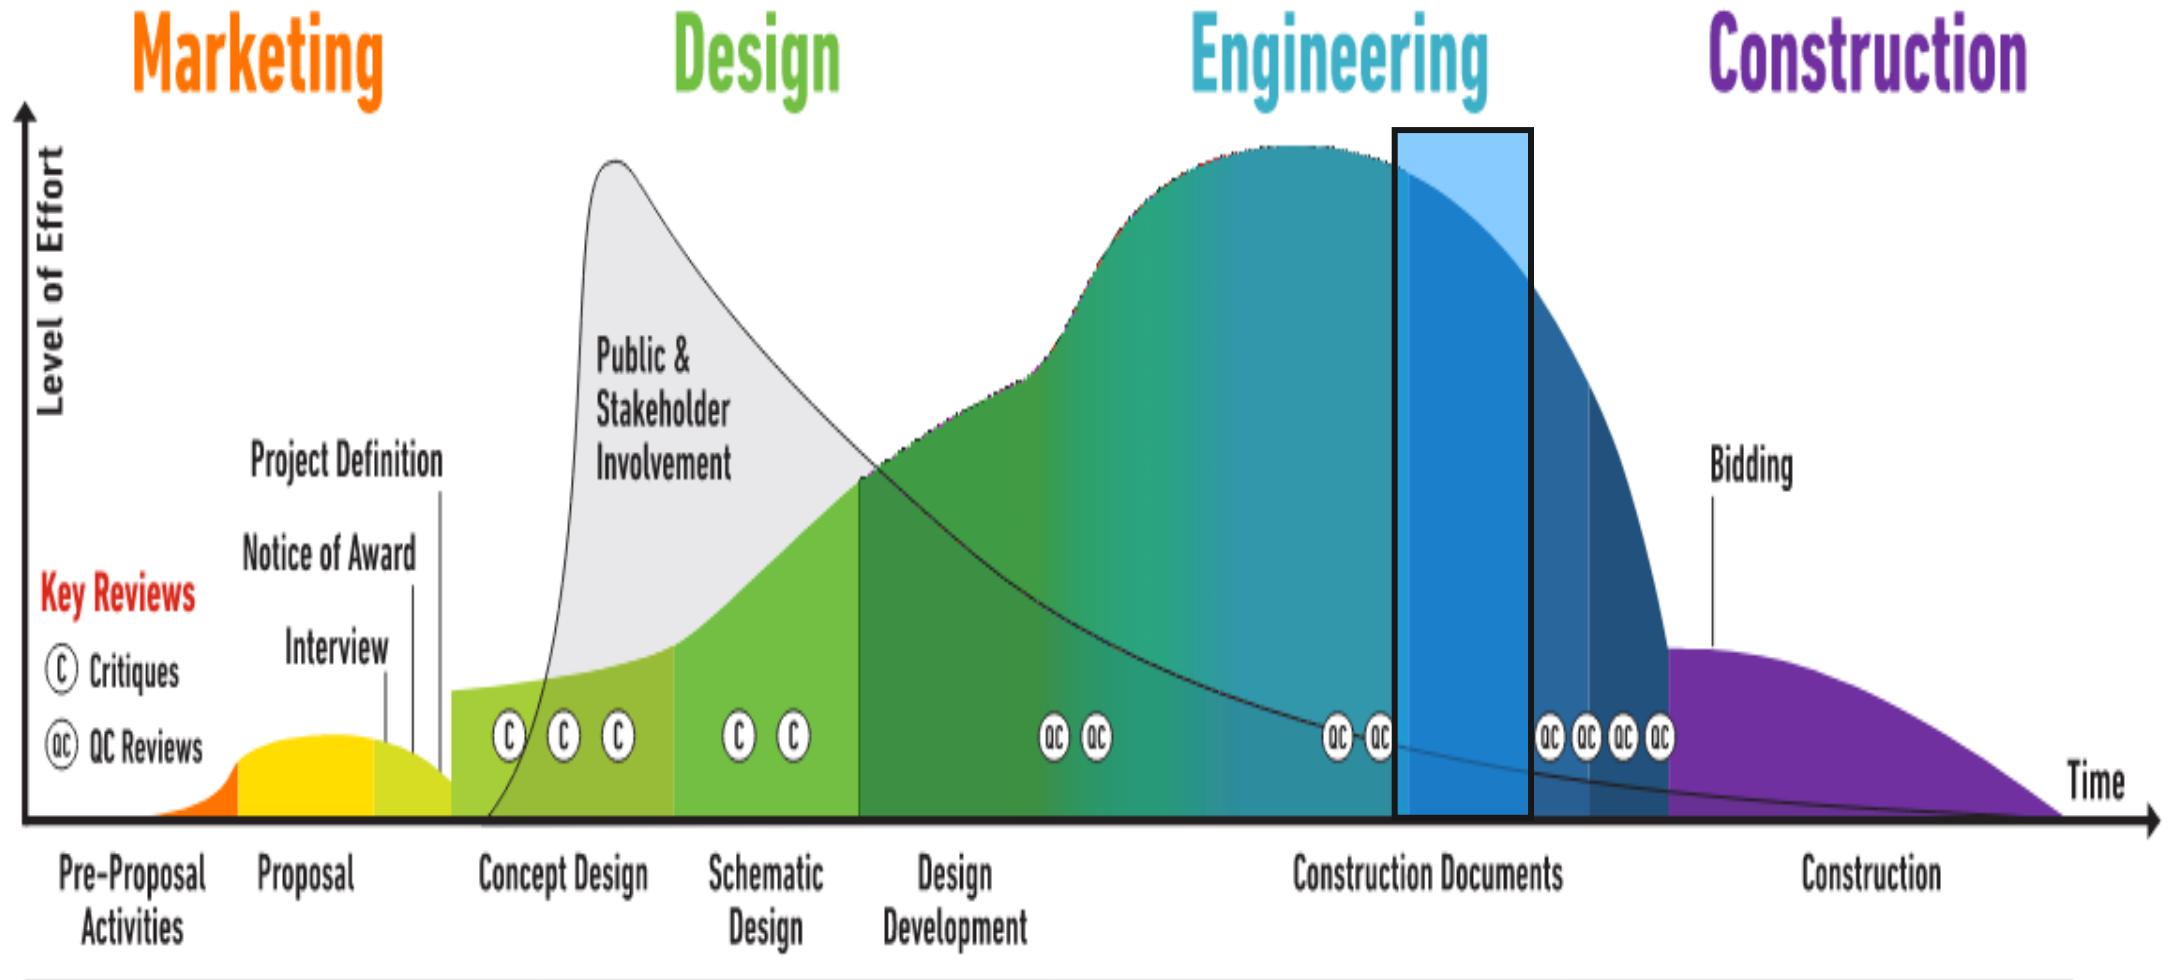 Marketing
Design
Engineering
Construction
Level of Effort
Public &
Stakeholder
Involvement
Project Definition
Notice of Award
Interview
Bidding
Key Reviews
C Critiques
QC QC Reviews
C C C C C QC QC QC QC QC QC QC QC
Time
Pre-Proposal
Activities
Proposal
Concept Design
Schematic
Design
Design
Development
Construction Documents
Construction